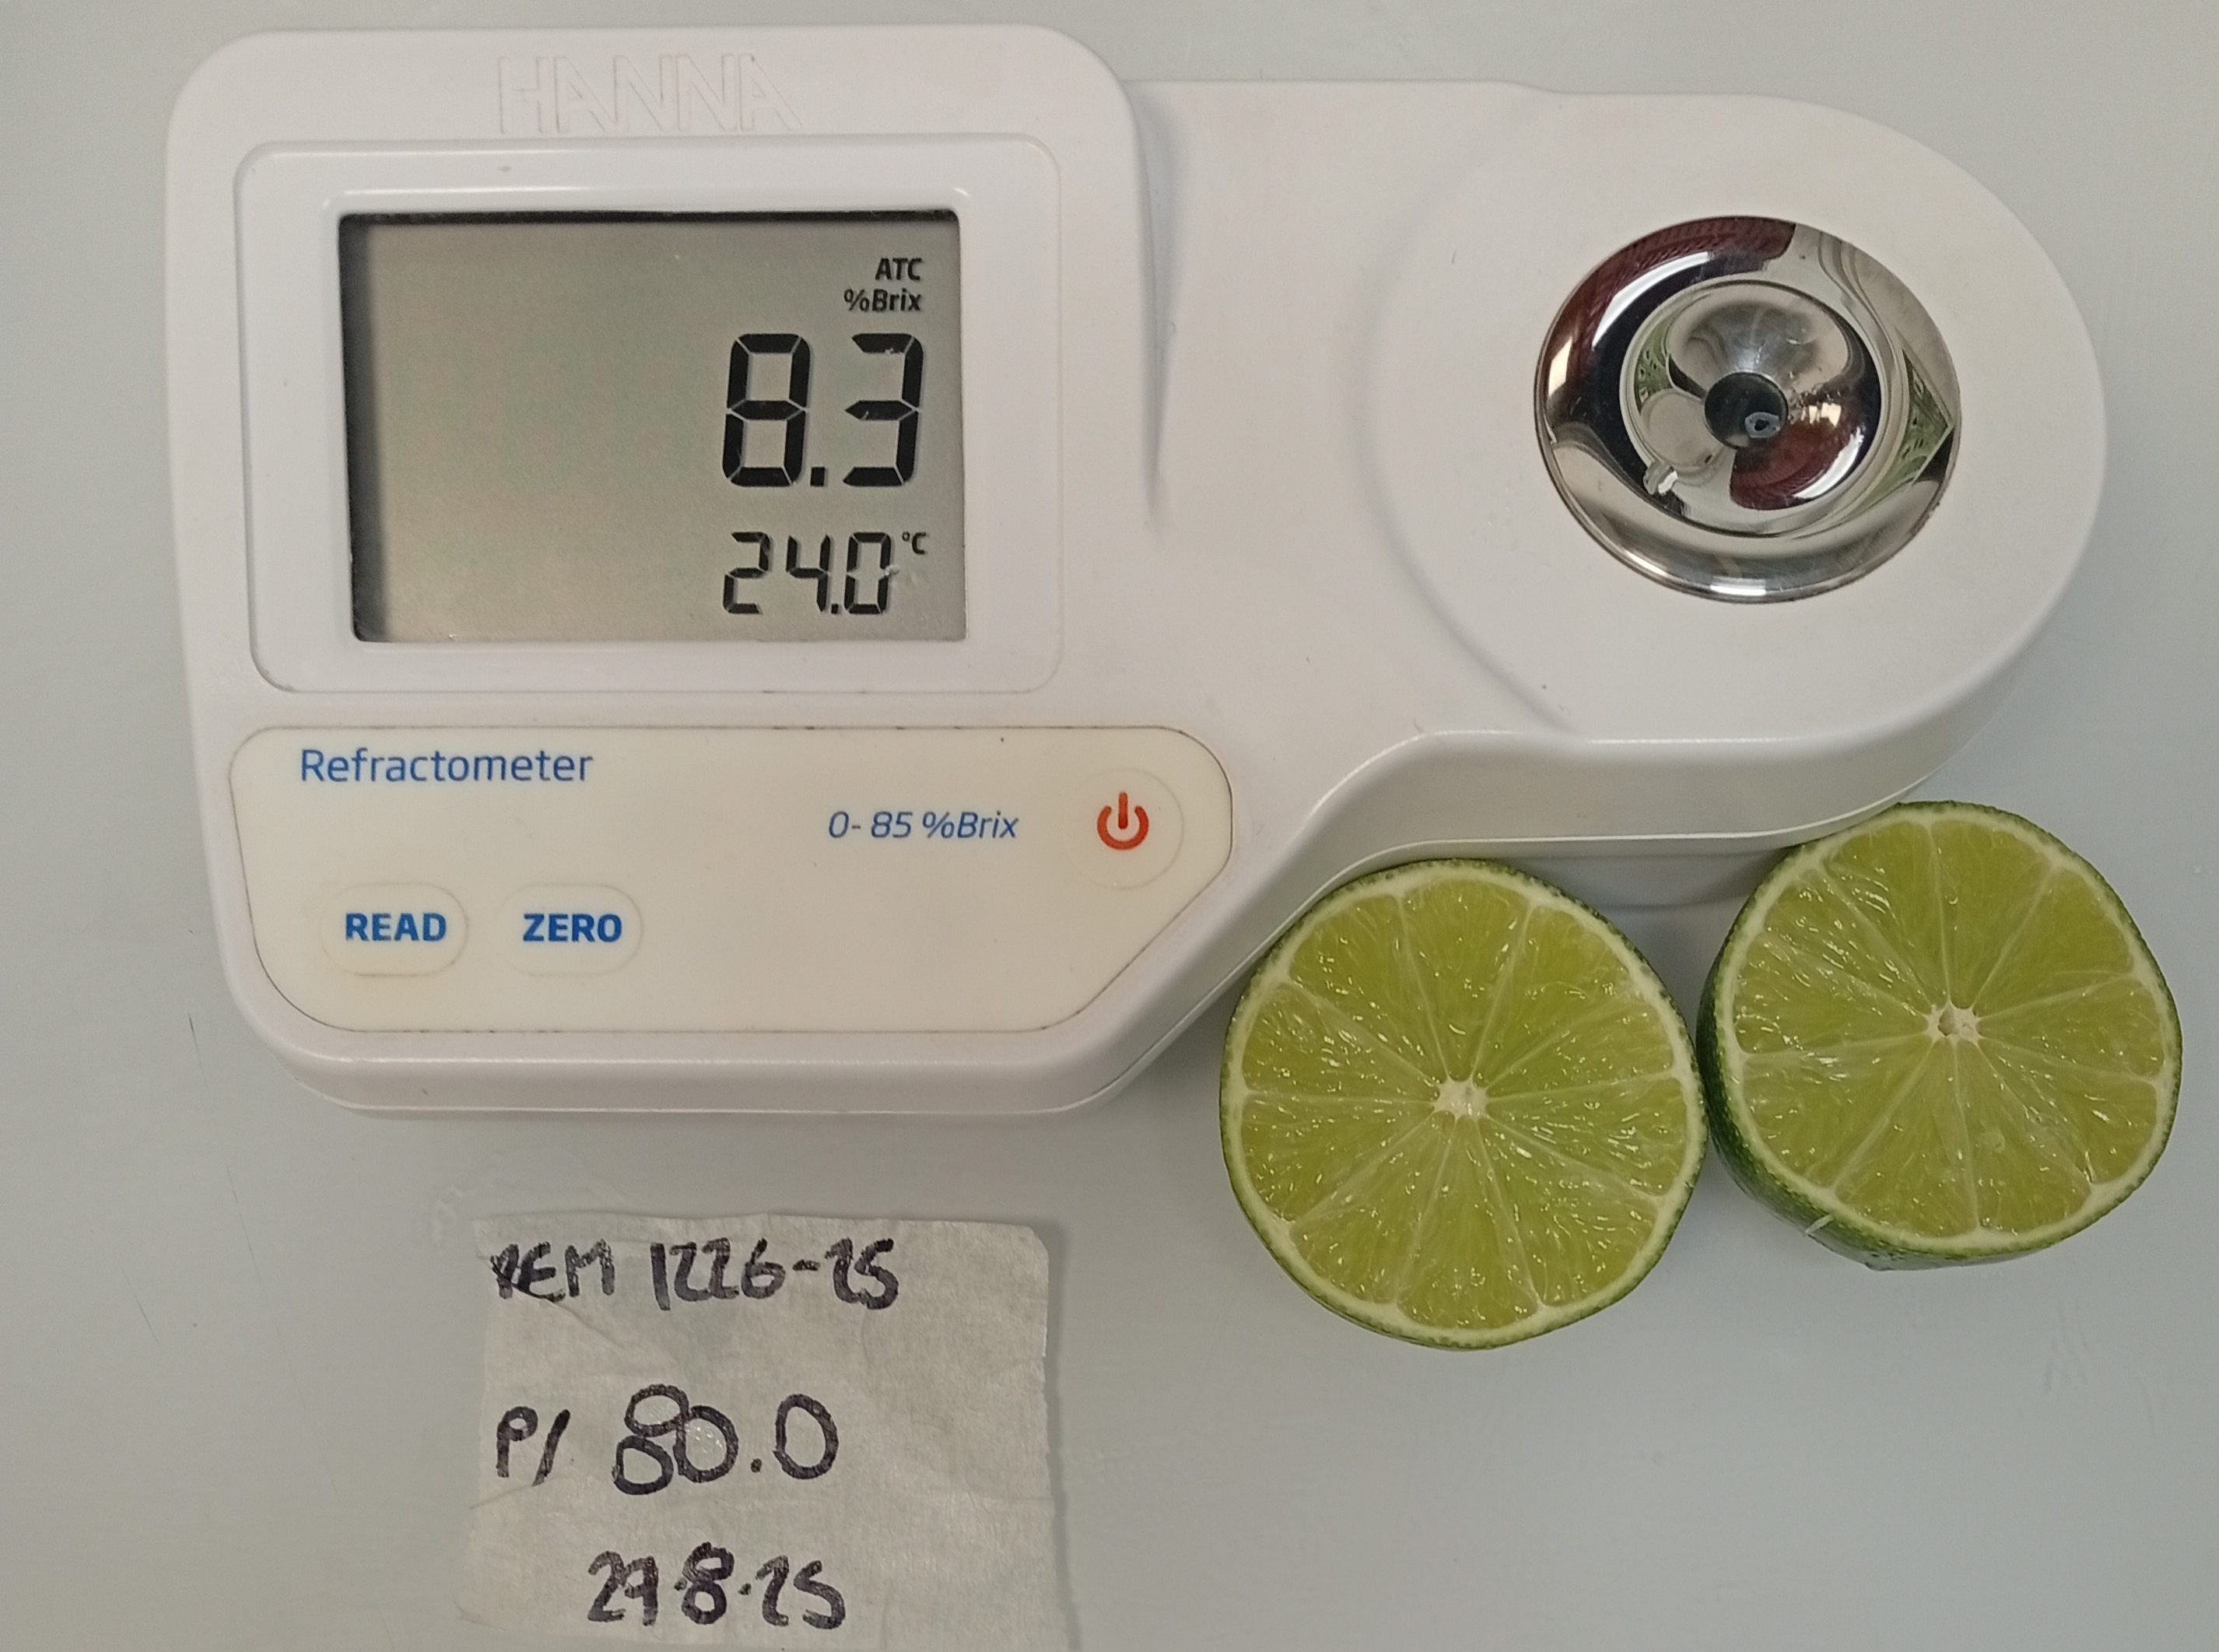 HANNA
ATC
%Brix
8.3
24.0 °C
Refractometer
0-85 %Brix
READ ZERO
REM 1226-25
P/ 80.0
27.8.25